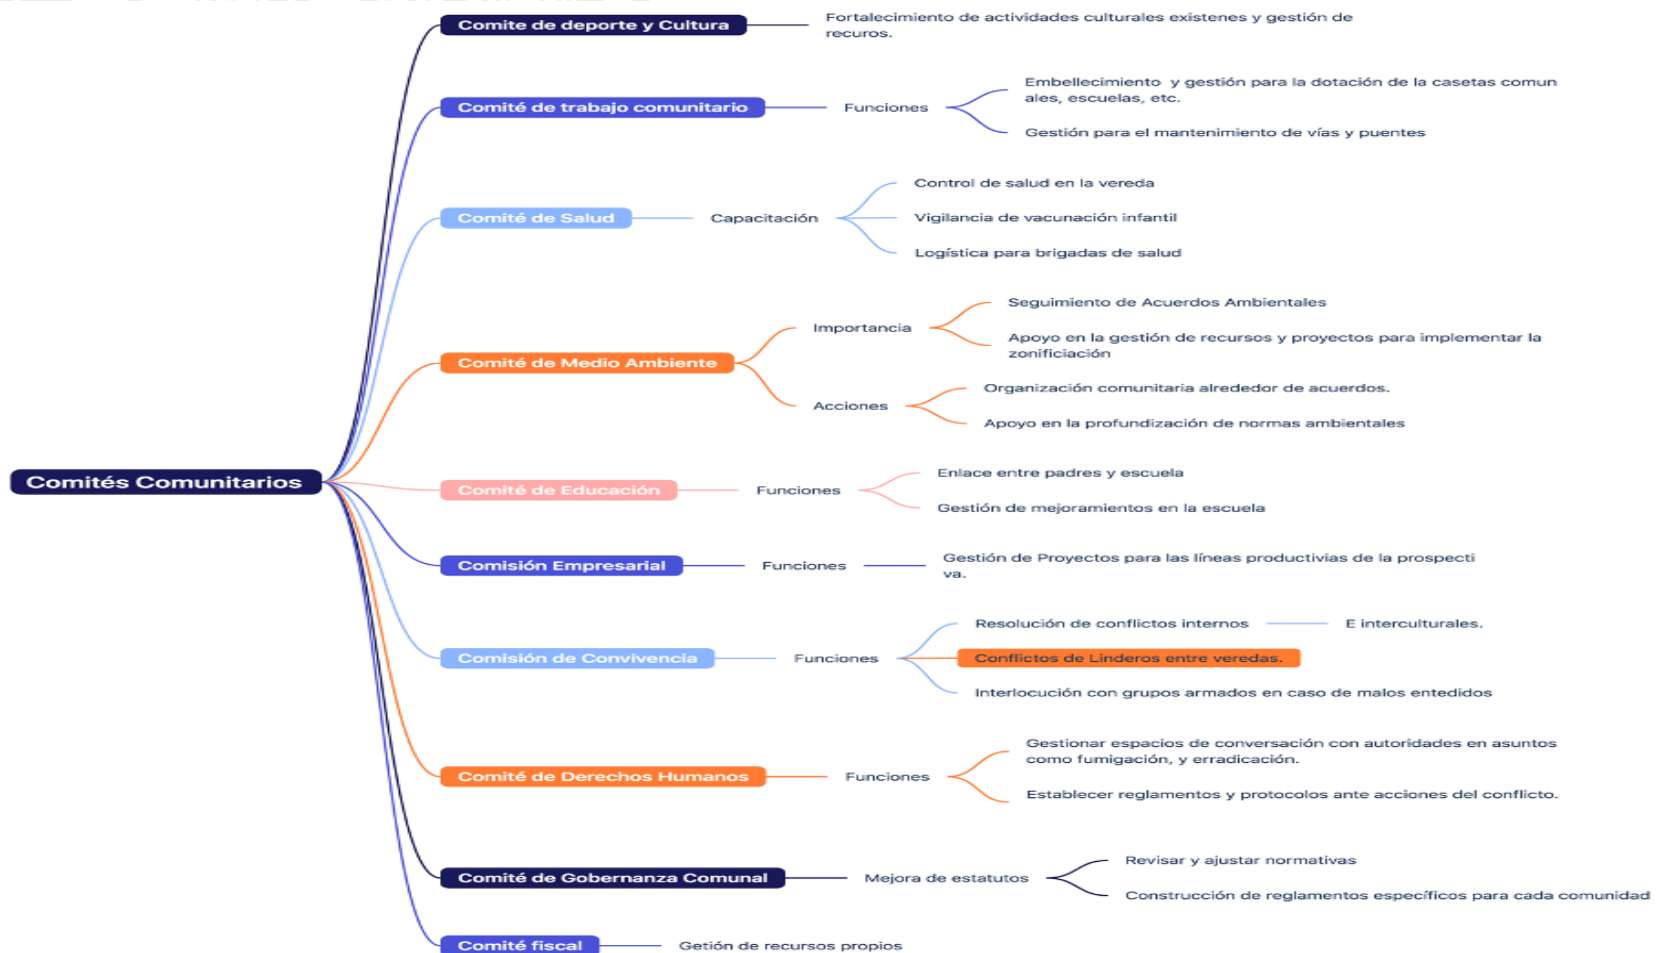 Comite de deporte y Cultura
Fortalecimiento de actividades culturales existenes y gestión de
recuros.
Comité de trabajo comunitario
Funciones
Embellecimiento y gestión para la dotación de la casetas comun
ales, escuelas, etc.
Gestión para el mantenimiento de vías y puentes
Comité de Salud
Capacitación
Control de salud en la vereda
Vigilancia de vacunación infantil
Logística para brigadas de salud
Comité de Medio Ambiente
Importancia
Seguimiento de Acuerdos Ambientales
Apoyo en la gestión de recursos y proyectos para implementar la
zonificiación
Acciones
Organización comunitaria alrededor de acuerdos.
Apoyo en la profundización de normas ambientales
Comités Comunitarios
Comité de Educación
Funciones
Enlace entre padres y escuela
Gestión de mejoramientos en la escuela
Comisión Empresarial
Funciones
Gestión de Proyectos para las líneas productivias de la prospecti
va.
Comisión de Convivencia
Funciones
Resolución de conflictos internos
E interculturales.
Conflictos de Linderos entre veredas.
Interlocución con grupos armados en caso de malos entedidos
Comité de Derechos Humanos
Funciones
Gestionar espacios de conversación con autoridades en asuntos
como fumigación, y erradicación.
Establecer reglamentos y protocolos ante acciones del conflicto.
Comité de Gobernanza Comunal
Mejora de estatutos
Revisar y ajustar normativas
Construcción de reglamentos específicos para cada comunidad
Comité fiscal
Getión de recursos propios